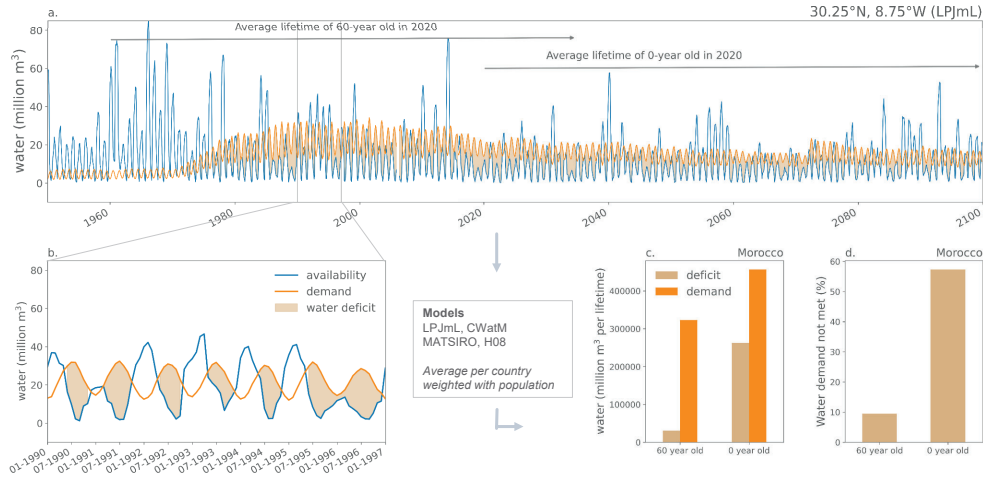 a.
30.25°N, 8.75°W (LPJmL)
Average lifetime of 60-year old in 2020
Average lifetime of 0-year old in 2020
water (million m³)
80
60
40
20
0
1960
1980
2000
2020
2040
2060
2080
2100
b.
availability
demand
water deficit
water (million m³)
80
60
40
20
0
01-1990
07-1990
01-1991
07-1991
01-1992
07-1992
01-1993
07-1993
01-1994
07-1994
01-1995
07-1995
01-1996
07-1996
01-1997
Models
LPJmL, CWatM
MATSIRO, H08
Average per country
weighted with population
c.
Morocco
deficit
demand
water (million m³ per lifetime)
400000
300000
200000
100000
0
60 year old
0 year old
d.
Morocco
Water demand not met (%)
60
50
40
30
20
10
0
60 year old
0 year old